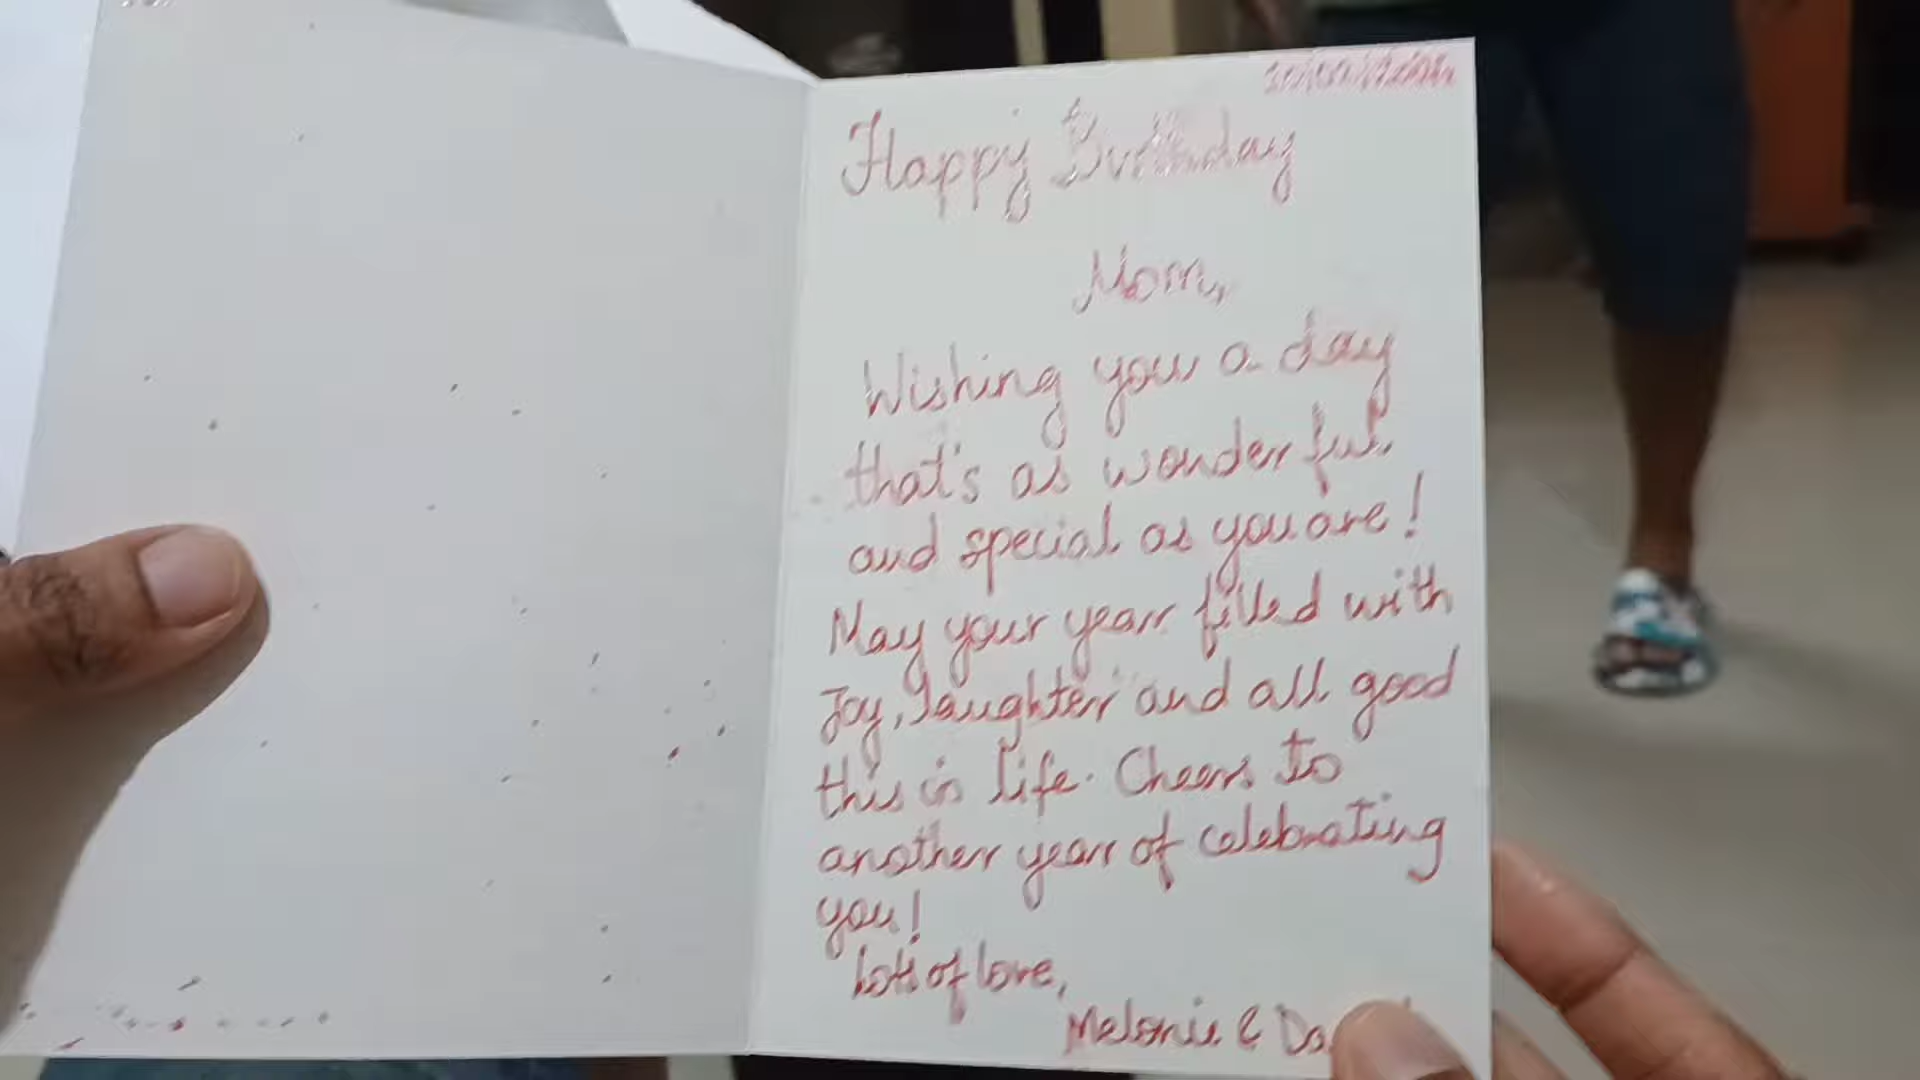 Happy Birthday
Mom,
Wishing you a day
that's as wonderful
and special as you are!
May your year filled with
Joy, laughter and all good
this in life. Cheers to
another year of celebrating
you!
Lots of love,
Melonie &